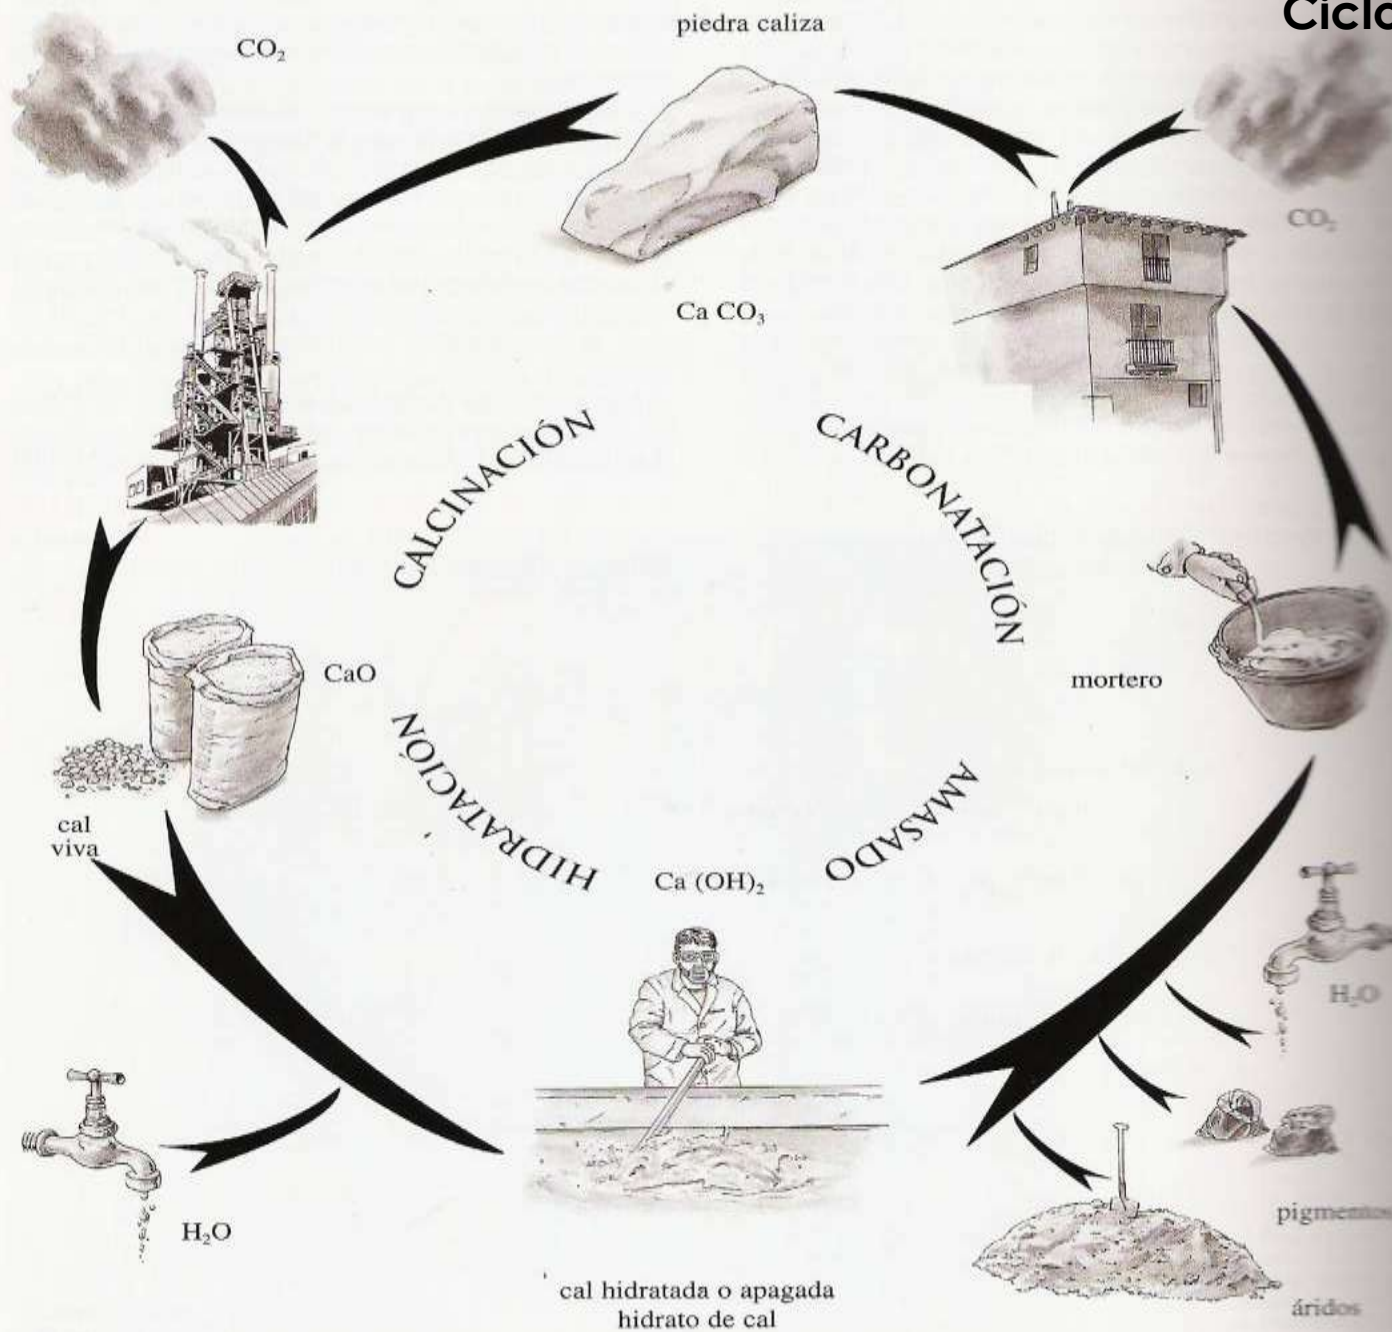 Ciclo
piedra caliza
CO₂
CO₂
Ca CO₃
CALCINACIÓN
CARBONATACIÓN
CaO
mortero
HIDRATACIÓN
AMASADO
cal
viva
Ca (OH)₂
H₂O
H₂O
pigmentos
cal hidratada o apagada
hidrato de cal
áridos